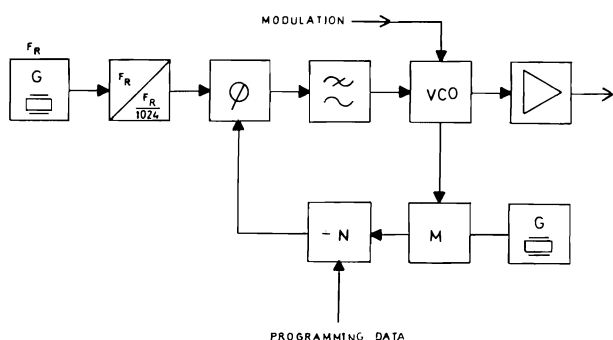 MODULATION
F_R
G
F_R
F_R
1024
φ
VCO
- N
M
G
PROGRAMMING DATA